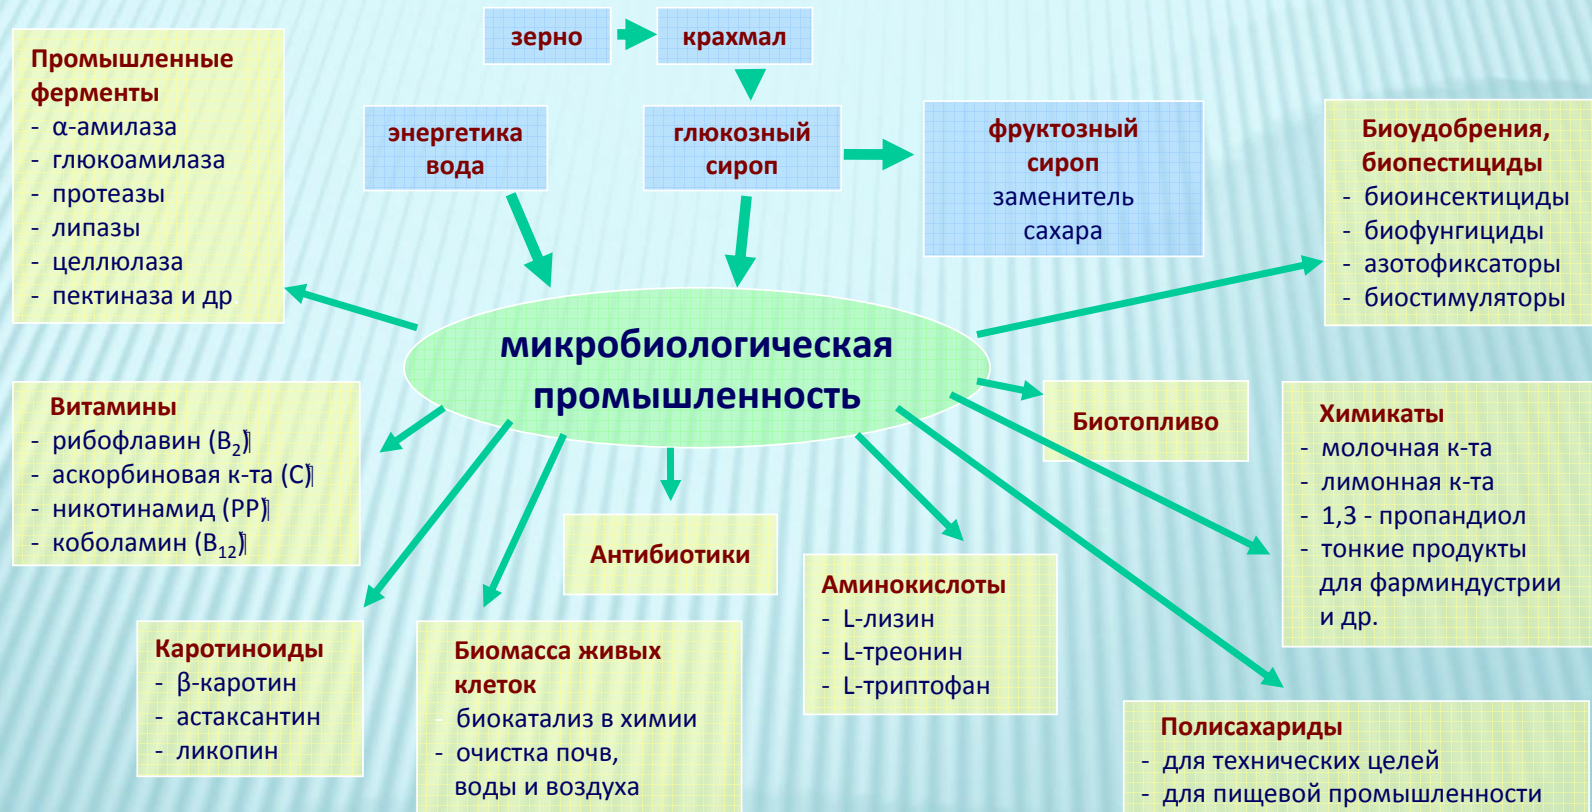 зерно
крахмал
Промышленные
ферменты
- α-амилаза
- глюкоамилаза
- протеазы
- липазы
- целлюлаза
- пектиназа и др
энергетика
вода
глюкозный
сироп
фруктозный
сироп
заменитель
сахара
Биоудобрения,
биопестициды
- биоинсектициды
- биофунгициды
- азотофиксаторы
- биостимуляторы
микробиологическая
промышленность
Витамины
- рибофлавин (B₂)
- аскорбиновая к-та (C)
- никотинамид (PP)
- коболамин (B₁₂)
Биотопливо
Химикаты
- молочная к-та
- лимонная к-та
- 1,3 - пропандиол
- тонкие продукты
для фарминдустрии
и др.
Антибиотики
Аминокислоты
- L-лизин
- L-треонин
- L-триптофан
Каротиноиды
- β-каротин
- астаксантин
- ликопин
Биомасса живых
клеток
- биокатализ в химии
- очистка почв,
воды и воздуха
Полисахариды
- для технических целей
- для пищевой промышленности